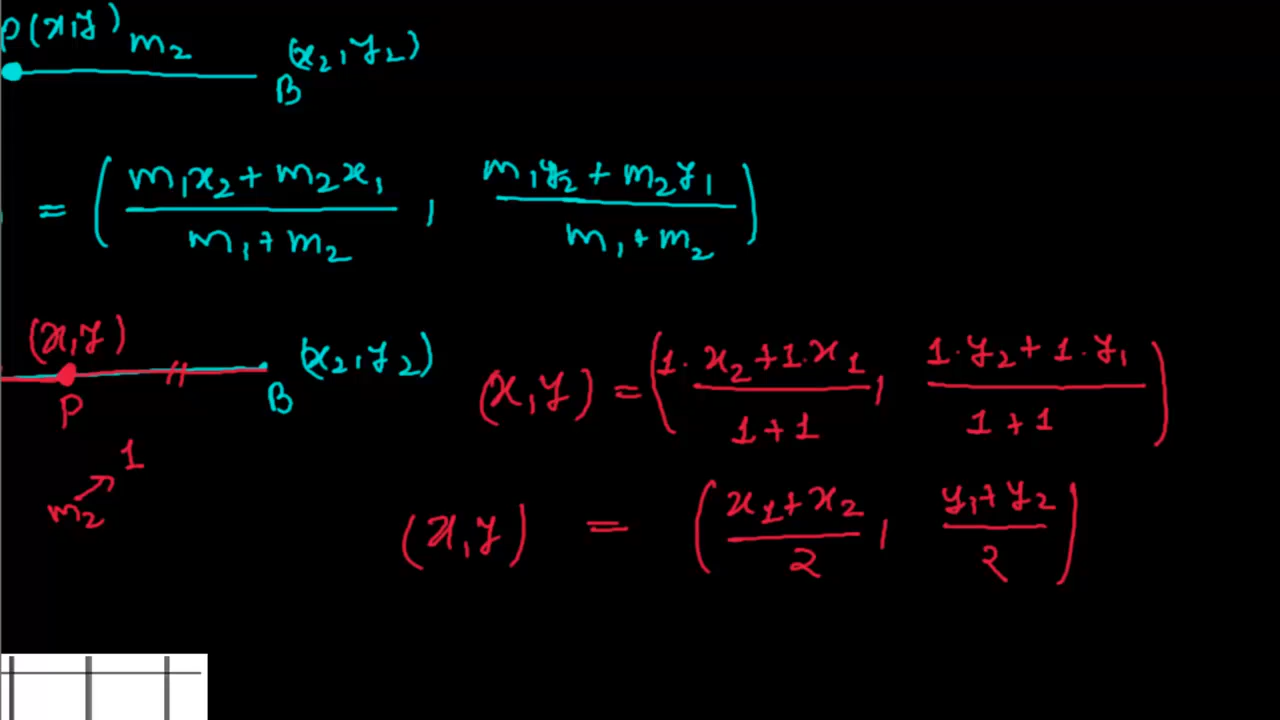 P(x,y) m₂ (x₂, y₂)
B
= ( (m₁x₂ + m₂x₁)/(m₁ + m₂) , (m₁y₂ + m₂y₁)/(m₁ + m₂) )
(x,y) (x₂, y₂)
P B
1
m₂
(x,y) = ( (1·x₂ + 1·x₁)/(1 + 1) , (1·y₂ + 1·y₁)/(1 + 1) )
(x,y) = ( (x₁ + x₂)/2 , (y₁ + y₂)/2 )